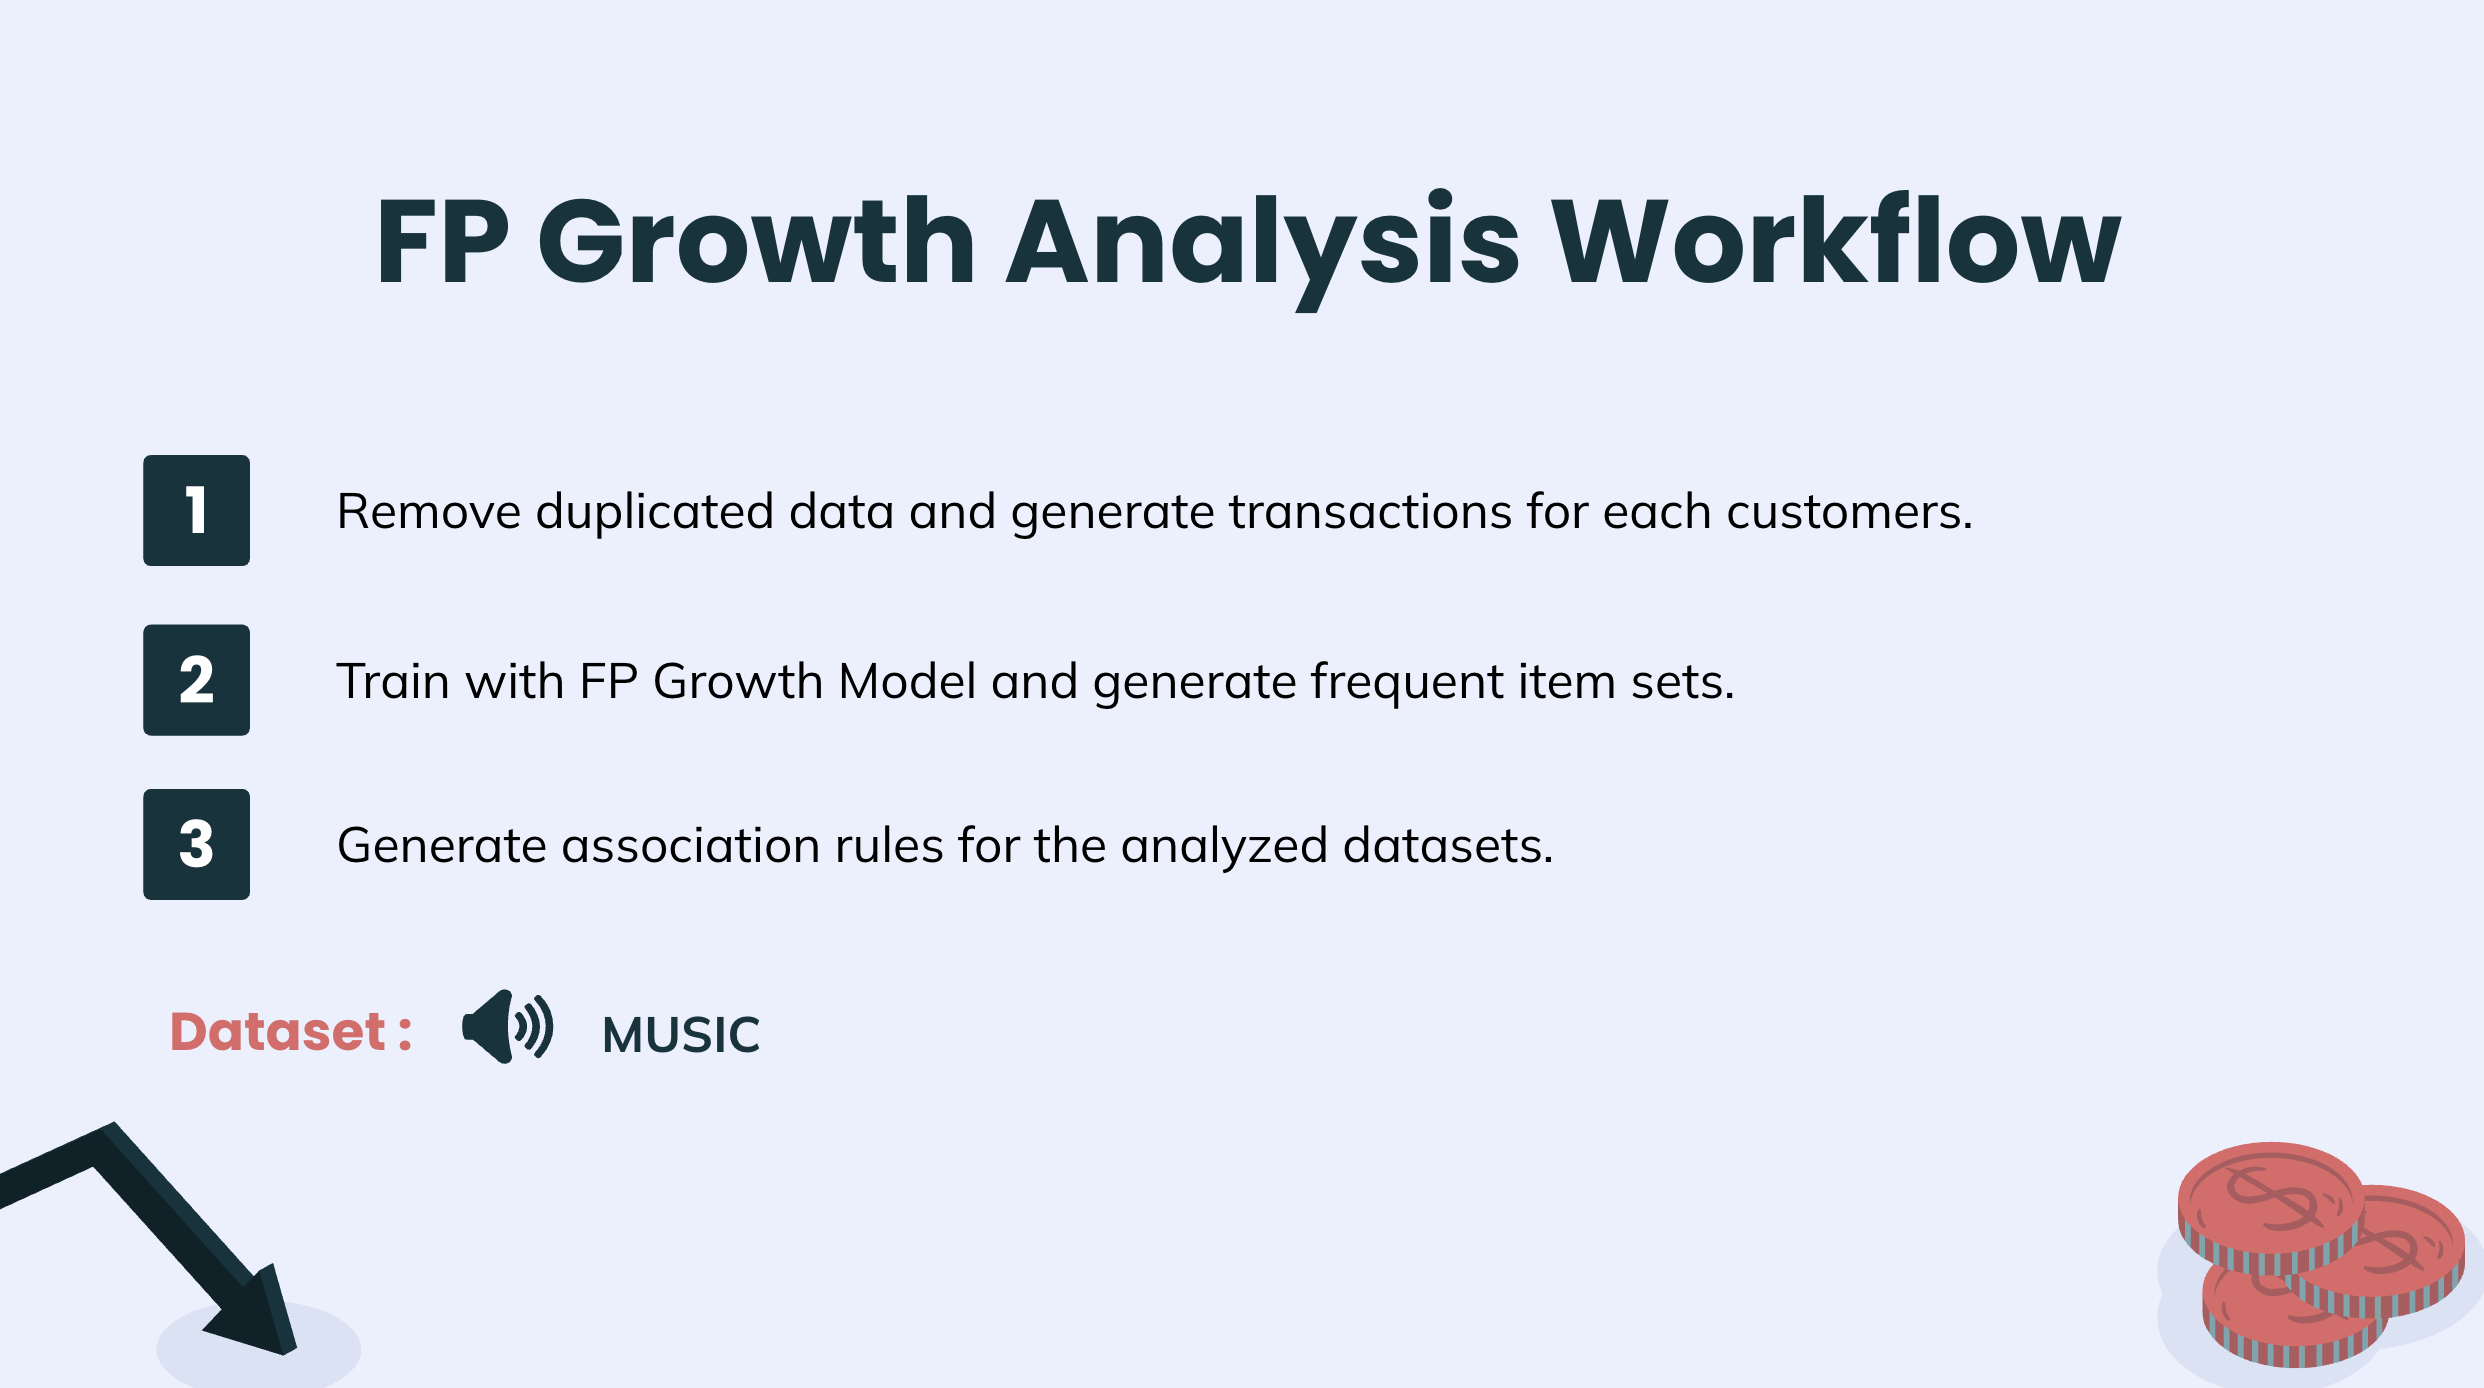 FP Growth Analysis Workflow
1
Remove duplicated data and generate transactions for each customers.
2
Train with FP Growth Model and generate frequent item sets.
3
Generate association rules for the analyzed datasets.
Dataset : MUSIC